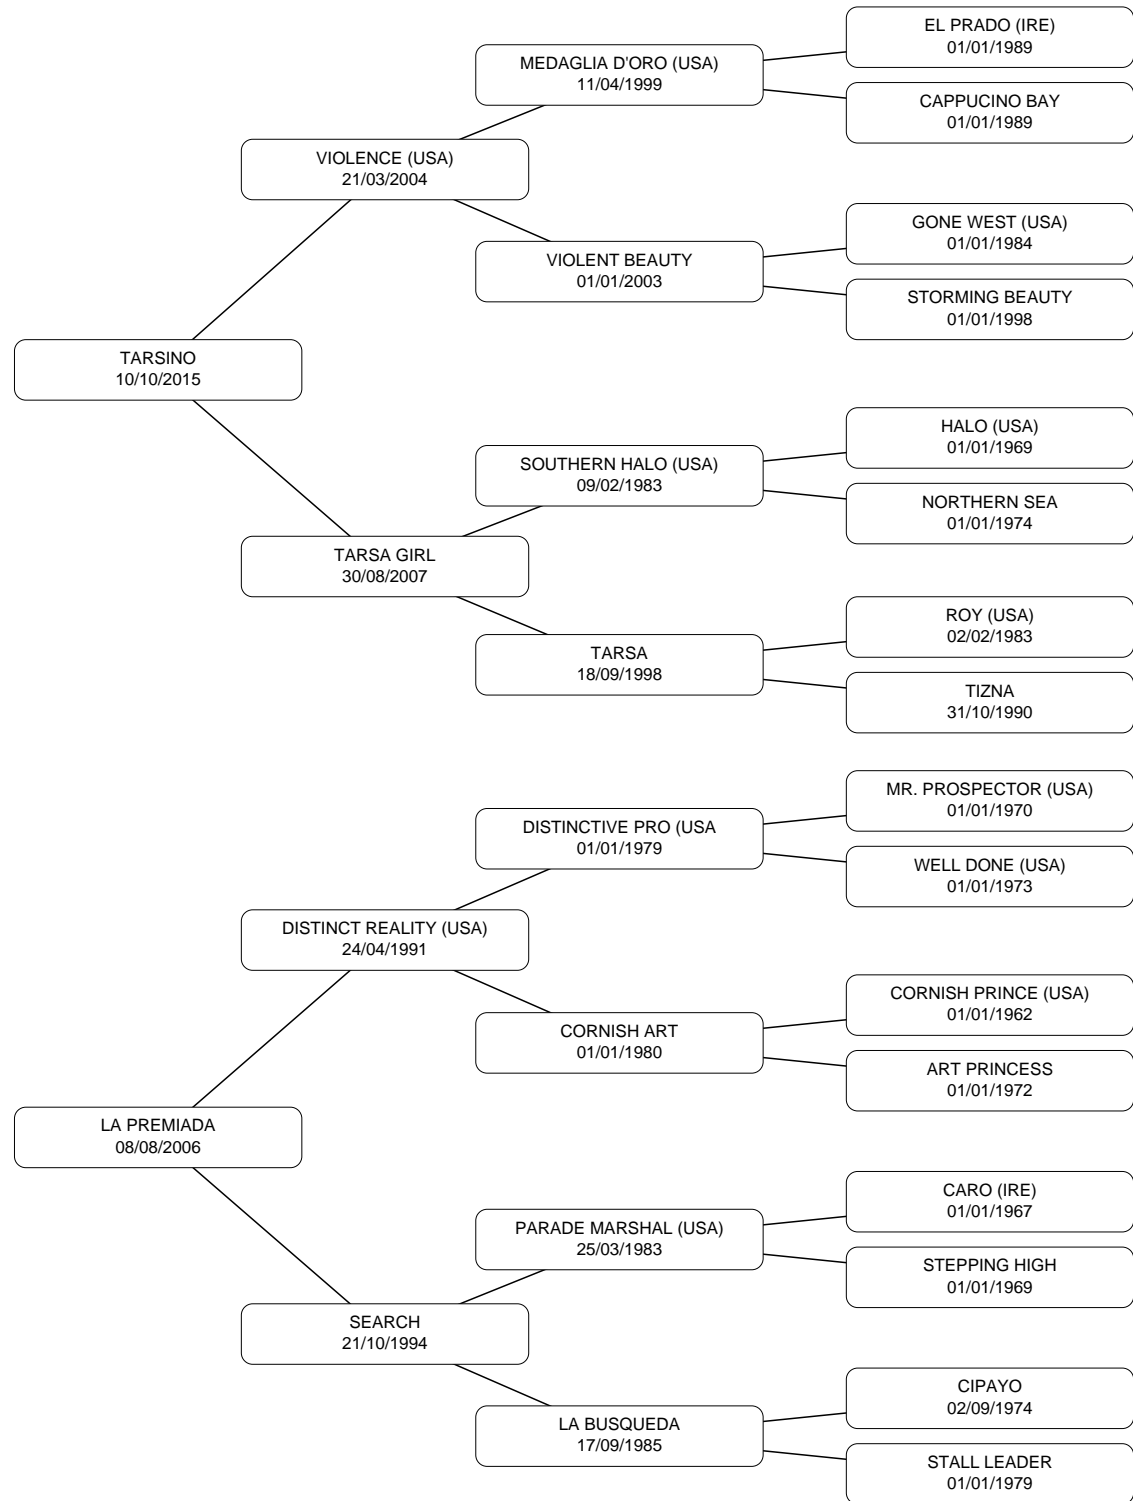 EL PRADO (IRE)
01/01/1989
MEDAGLIA D'ORO (USA)
11/04/1999
CAPPUCINO BAY
01/01/1989
VIOLENCE (USA)
21/03/2004
GONE WEST (USA)
01/01/1984
VIOLENT BEAUTY
01/01/2003
STORMING BEAUTY
01/01/1998
TARSINO
10/10/2015
HALO (USA)
01/01/1969
SOUTHERN HALO (USA)
09/02/1983
NORTHERN SEA
01/01/1974
TARSA GIRL
30/08/2007
ROY (USA)
02/02/1983
TARSA
18/09/1998
TIZNA
31/10/1990
MR. PROSPECTOR (USA)
01/01/1970
DISTINCTIVE PRO (USA
01/01/1979
WELL DONE (USA)
01/01/1973
DISTINCT REALITY (USA)
24/04/1991
CORNISH PRINCE (USA)
01/01/1962
CORNISH ART
01/01/1980
ART PRINCESS
01/01/1972
LA PREMIADA
08/08/2006
CARO (IRE)
01/01/1967
PARADE MARSHAL (USA)
25/03/1983
STEPPING HIGH
01/01/1969
SEARCH
21/10/1994
CIPAYO
02/09/1974
LA BUSQUEDA
17/09/1985
STALL LEADER
01/01/1979